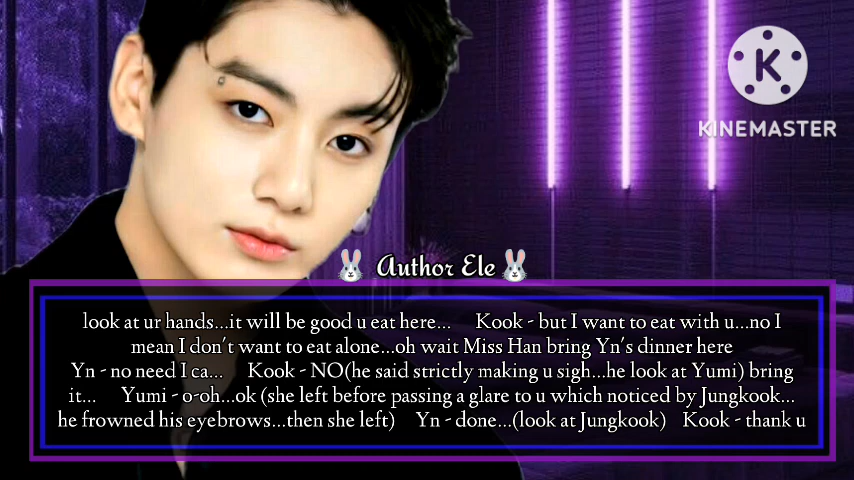 KINEMASTER
🐰 Author Ele 🐰
look at ur hands...it will be good u eat here... Kook - but I want to eat with u...no I
mean I don't want to eat alone...oh wait Miss Han bring Yn's dinner here
Yn - no need I ca... Kook - NO(he said strictly making u sigh...he look at Yumi) bring
it... Yumi - o-oh...ok (she left before passing a glare to u which noticed by Jungkook...
he frowned his eyebrows...then she left) Yn - done...(look at Jungkook) Kook - thank u